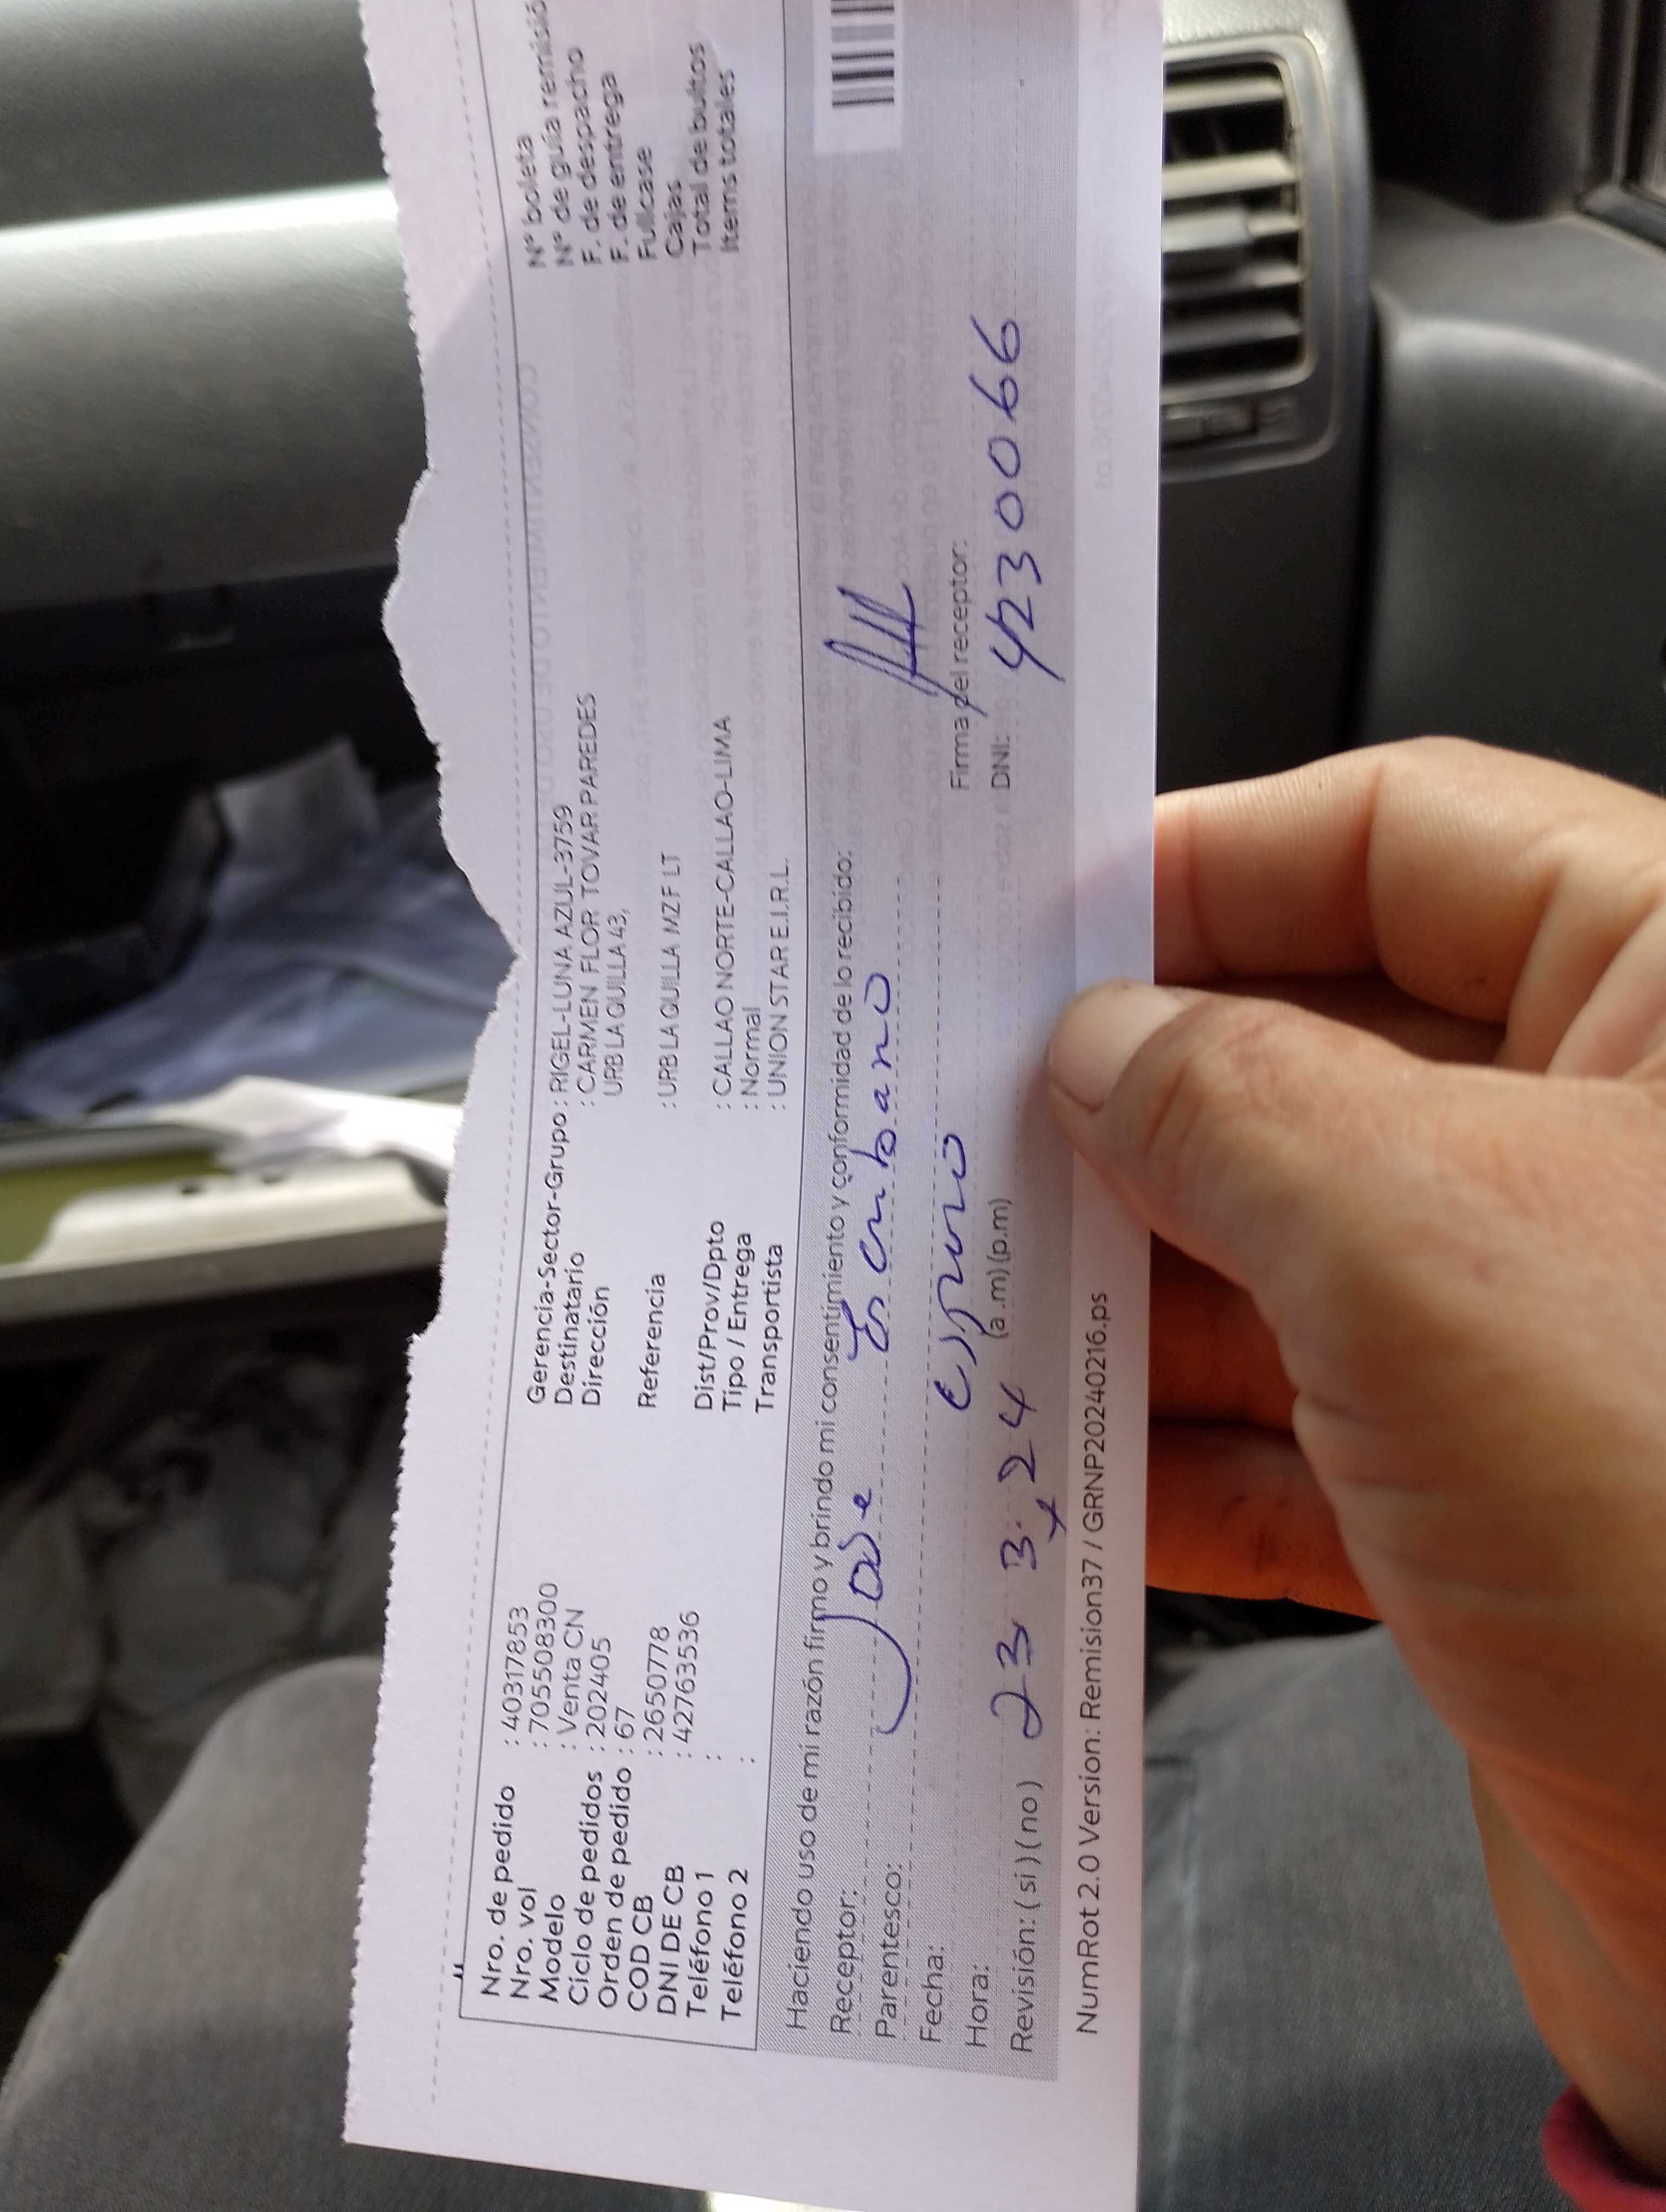 Nro. de pedido : 40317853
Nro. vol : 705508300
Modelo : Venta CN
Ciclo de pedidos : 202405
Orden de pedido : 67
COD CB : 2650778
DNI DE CB : 42763536
Teléfono 1 :
Teléfono 2 :
Gerencia-Sector-Grupo : RIGEL-LUNA AZUL-3759
Destinatario : CARMEN FLOR TOVAR PAREDES
Dirección URB LA QUILLA 43,
Referencia : URB LA QUILLA MZ F LT
Dist/Prov/Dpto : CALLAO NORTE-CALLAO-LIMA
Tipo / Entrega : Normal
Transportista : UNION STAR E.I.R.L.
N° boleta
N° de guía remisió
F. de despacho
F. de entrega
Fullcase
Cajas
Total de bultos
Items totales
Haciendo uso de mi razón firmo y brindo mi consentimiento y conformidad de lo recibido:
Receptor: Jose
Parentesco:
Fecha:
Hora: 23 3. 24 (a .m) (p.m)
Revisión: ( si ) ( no )
Firma del receptor:
DNI: 4230066
NumRot 2.0 Version: Remision37 / GRNP20240216.ps